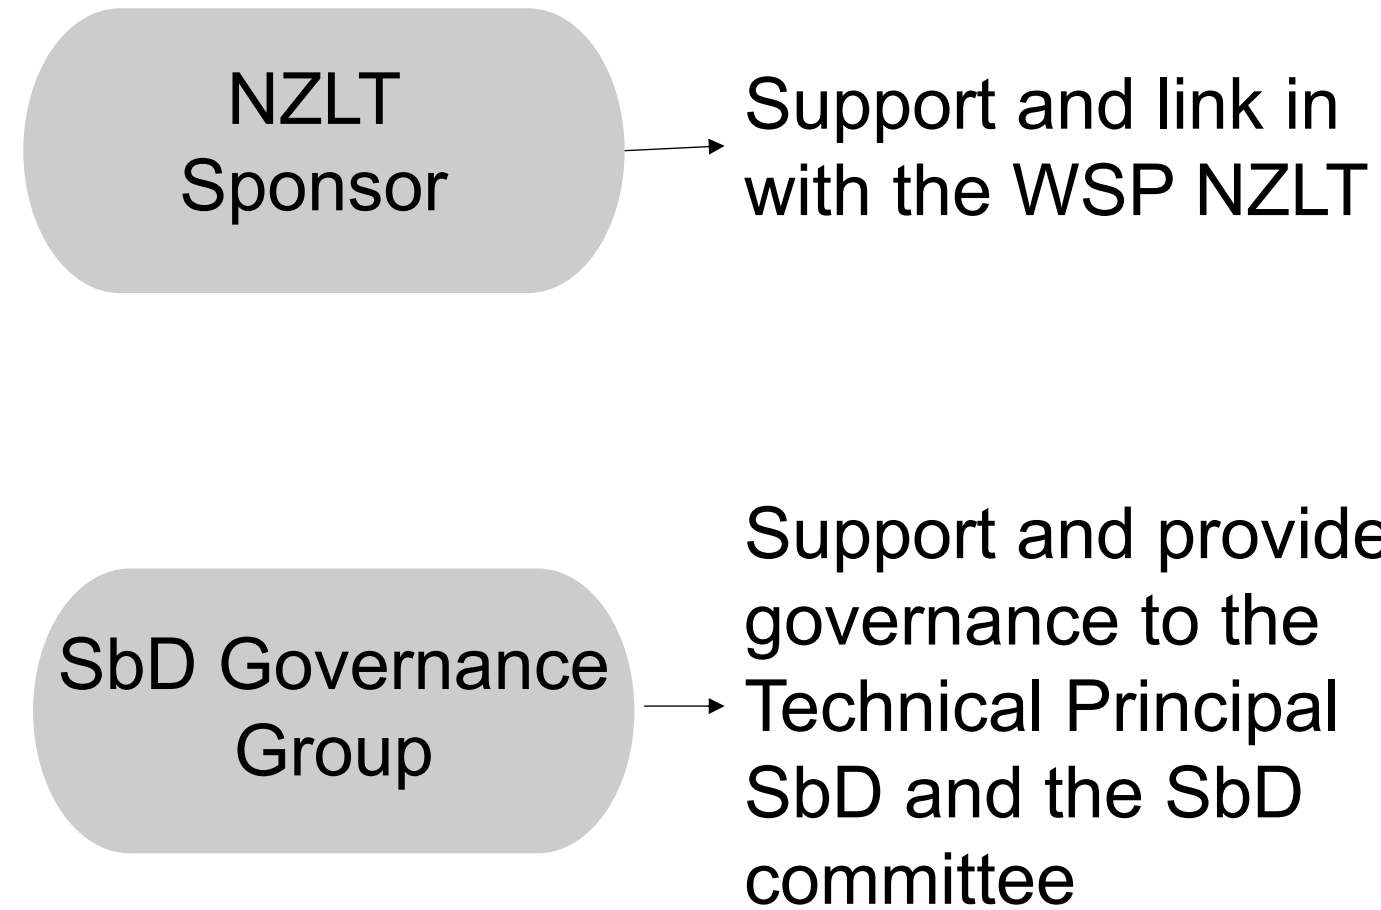 NZLT
Sponsor
Support and link in
with the WSP NZLT
SbD Governance
Group
Support and provide
governance to the
Technical Principal
SbD and the SbD
committee